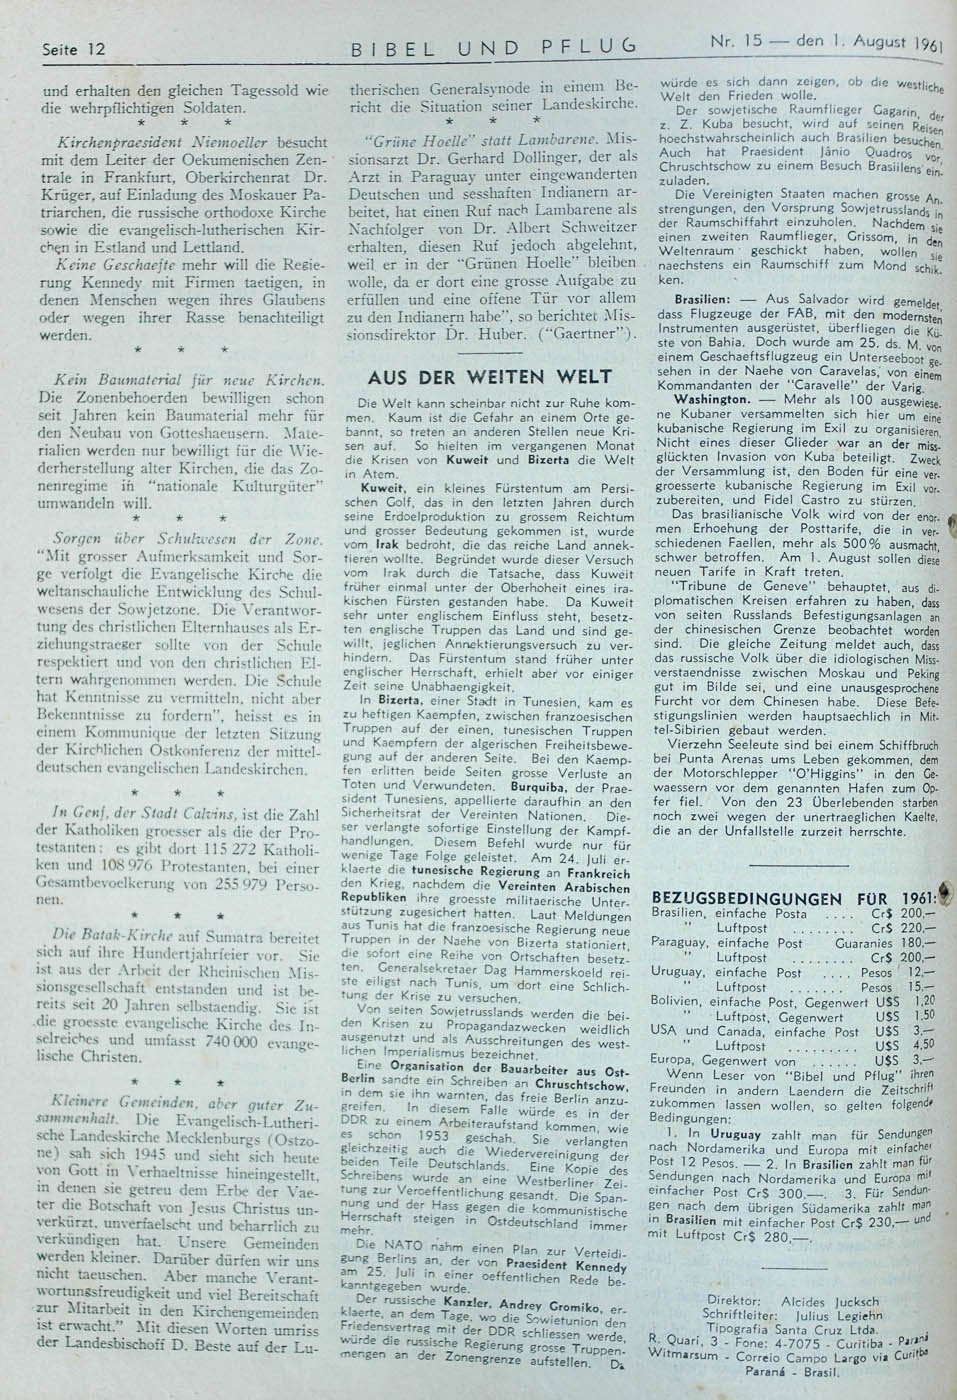 Seite 12
BIBEL UND PFLUG
Nr. 15 — den 1. August 1961
und erhalten den gleichen Tagessold wie
die wehrpflichtigen Soldaten.
* * *
Kirchenpraesident Niemoeller besucht
mit dem Leiter der Oekumenischen Zen-
trale in Frankfurt, Oberkirchenrat Dr.
Krüger, auf Einladung des Moskauer Pa-
triarchen, die russische orthodoxe Kirche
sowie die evangelisch-lutherischen Kir-
chen in Estland und Lettland.
Keine Geschaefte mehr will die Regie-
rung Kennedy mit Firmen taetigen, in
denen Menschen wegen ihres Glaubens
oder wegen ihrer Rasse benachteiligt
werden.
* * *
Kein Baumaterial für neue Kirchen.
Die Zonenbehoerden bewilligen schon
seit Jahren kein Baumaterial mehr für
den Neubau von Gotteshaeusern. Mate-
rialien werden nur bewilligt für die Wie-
derherstellung alter Kirchen, die das Zo-
nenregime in "nationale Kulturgüter"
umwandeln will.
* * *
Sorgen über Schulwesen der Zone.
"Mit grosser Aufmerksamkeit und Sor-
ge verfolgt die Evangelische Kirche die
weltanschauliche Entwicklung des Schul-
wesens der Sowjetzone. Die Verantwor-
tung des christlichen Elternhauses als Er-
ziehungstraeger sollte von der Schule
respektiert und von den christlichen El-
tern wahrgenommen werden. Die Schule
hat Kenntnisse zu vermitteln, nicht aber
Bekenntnisse zu fordern", heisst es in
einem Kommunique der letzten Sitzung
der Kirchlichen Ostkonferenz der mittel-
deutschen evangelischen Landeskirchen.
* * *
In Genf, der Stadt Calvins, ist die Zahl
der Katholiken groesser als die der Pro-
testanten: es gibt dort 115 272 Katholi-
ken und 108 976 Protestanten, bei einer
Gesamtbevoelkerung von 255 979 Perso-
nen.
* * *
Die Batak-Kirche auf Sumatra bereitet
sich auf ihre Hundertjahrfeier vor. Sie
ist aus der Arbeit der Rheinischen Mis-
sionsgesellschaft entstanden und ist be-
reits seit 20 Jahren selbstaendig. Sie ist
die groesste evangelische Kirche des In-
selreiches und umfasst 740 000 evange-
lische Christen.
* * *
Kleinere Gemeinden, aber guter Zu-
sammenhalt. Die Evangelisch-Lutheri-
sche Landeskirche Mecklenburgs (Ostzo-
ne) sah sich 1945 und sieht sich heute
von Gott in Verhaeltnisse hineingestellt,
in denen sie getreu dem Erbe der Vae-
ter die Botschaft von Jesus Christus un-
verkürzt, unverfaelscht und beharrlich zu
verkündigen hat. Unsere Gemeinden
werden kleiner. Darüber dürfen wir uns
nicht taeuschen. Aber manche Verant-
wortungsfreudigkeit und viel Bereitschaft
zur Mitarbeit in den Kirchengemeinden
ist erwacht." Mit diesen Worten umriss
der Landesbischoff D. Beste auf der Lu-
therischen Generalsynode in einem Be-
richt die Situation seiner Landeskirche.
* * *
"Grüne Hoelle" statt Lambarene. Mis-
sionsarzt Dr. Gerhard Dollinger, der als
Arzt in Paraguay unter eingewanderten
Deutschen und sesshaften Indianern ar-
beitet, hat einen Ruf nach Lambarene als
Nachfolger von Dr. Albert Schweitzer
erhalten, diesen Ruf jedoch abgelehnt,
weil er in der "Grünen Hoelle" bleiben
wolle, da er dort eine grosse Aufgabe zu
erfüllen und eine offene Tür vor allem
zu den Indianern habe", so berichtet Mis-
sionsdirektor Dr. Huber. ("Gaertner").
AUS DER WEITEN WELT
Die Welt kann scheinbar nicht zur Ruhe kom-
men. Kaum ist die Gefahr an einem Orte ge-
bannt, so treten an anderen Stellen neue Kri-
sen auf. So hielten im vergangenen Monat
die Krisen von Kuweit und Bizerta die Welt
in Atem.
Kuweit, ein kleines Fürstentum am Persi-
schen Golf, das in den letzten Jahren durch
seine Erdoelproduktion zu grossem Reichtum
und grosser Bedeutung gekommen ist, wurde
vom Irak bedroht, die das reiche Land annek-
tieren wollte. Begründet wurde dieser Versuch
vom Irak durch die Tatsache, dass Kuweit
früher einmal unter der Oberhoheit eines ira-
kischen Fürsten gestanden habe. Da Kuweit
sehr unter englischem Einfluss steht, besetz-
ten englische Truppen das Land und sind ge-
willt, jeglichen Annektierungsversuch zu ver-
hindern. Das Fürstentum stand früher unter
englischer Herrschaft, erhielt aber vor einiger
Zeit seine Unabhaengigkeit.
In Bizerta, einer Stadt in Tunesien, kam es
zu heftigen Kaempfen, zwischen franzoesischen
Truppen auf der einen, tunesischen Truppen
und Kaempfern der algerischen Freiheitsbewe-
gung auf der anderen Seite. Bei den Kaemp-
fen erlitten beide Seiten grosse Verluste an
Toten und Verwundeten. Burquiba, der Prae-
sident Tunesiens, appellierte daraufhin an den
Sicherheitsrat der Vereinten Nationen. Die-
ser verlangte sofortige Einstellung der Kampf-
handlungen. Diesem Befehl wurde nur für
wenige Tage Folge geleistet. Am 24. Juli er-
klaerte die tunesische Regierung an Frankreich
den Krieg, nachdem die Vereinten Arabischen
Republiken ihre groesste militaerische Unter-
stützung zugesichert hatten. Laut Meldungen
aus Tunis hat die franzoesische Regierung neue
Truppen in der Naehe von Bizerta stationiert,
die sofort eine Reihe von Ortschaften besetz-
ten. Generalsekretaer Dag Hammerskoeld rei-
ste eiligst nach Tunis, um dort eine Schlich-
tung der Krise zu versuchen.
Von seiten Sowjetrusslands werden die bei-
den Krisen zu Propagandazwecken weidlich
ausgenutzt und als Ausschreitungen des west-
lichen Imperialismus bezeichnet.
Eine Organisation der Bauarbeiter aus Ost-
Berlin sandte ein Schreiben an Chruschtschow,
in dem sie ihn warnten, das freie Berlin anzu-
greifen. In diesem Falle würde es in der
DDR zu einem Arbeiteraufstand kommen, wie
es schon 1953 geschah. Sie verlangten
gleichzeitig auch die Wiedervereinigung der
beiden Teile Deutschlands. Eine Kopie des
Schreibens wurde an eine Westberliner Zei-
tung zur Veroeffentlichung gesandt. Die Span-
nung und der Hass gegen die kommunistische
Herrschaft steigen in Ostdeutschland immer
mehr.
Die NATO nahm einen Plan zur Verteidi-
gung Berlins an, der von Praesident Kennedy
am 25. Juli in einer oeffentlichen Rede be-
kanntgegeben wurde.
Der russische Kanzler, Andrey Gromiko, er-
klaerte, an dem Tage, wo die Sowjetunion den
Friedensvertrag mit der DDR schliessen werde,
würde die russische Regierung grosse Truppen-
mengen an der Zonengrenze aufstellen. Da
würde es sich dann zeigen, ob die westliche
Welt den Frieden wolle.
Der sowjetische Raumflieger Gagarin, der
z. Z. Kuba besucht, wird auf seinen Reisen
hoechstwahrscheinlich auch Brasilien besuchen.
Auch hat Praesident Jânio Quadros vor,
Chruschtschow zu einem Besuch Brasiliens ein-
zuladen.
Die Vereinigten Staaten machen grosse An-
strengungen, den Vorsprung Sowjetrusslands in
der Raumschiffahrt einzuholen. Nachdem sie
einen zweiten Raumflieger, Grissom, in den
Weltenraum geschickt haben, wollen sie
naechstens ein Raumschiff zum Mond schik-
ken.
Brasilien: — Aus Salvador wird gemeldet,
dass Flugzeuge der FAB, mit den modernsten
Instrumenten ausgerüstet, überfliegen die Kü-
ste von Bahia. Doch wurde am 25. ds. M. von
einem Geschaeftsflugzeug ein Unterseeboot ge-
sehen in der Naehe von Caravelas, von einem
Kommandanten der "Caravelle" der Varig.
Washington. — Mehr als 100 ausgewiese-
ne Kubaner versammelten sich hier um eine
kubanische Regierung im Exil zu organisieren.
Nicht eines dieser Glieder war an der miss-
glückten Invasion von Kuba beteiligt. Zweck
der Versammlung ist, den Boden für eine ver-
groesserte kubanische Regierung im Exil vor-
zubereiten, und Fidel Castro zu stürzen.
Das brasilianische Volk wird von der enor-
men Erhoehung der Posttarife, die in ver-
schiedenen Faellen, mehr als 500% ausmacht,
schwer betroffen. Am 1. August sollen diese
neuen Tarife in Kraft treten.
"Tribune de Geneve" behauptet, aus di-
plomatischen Kreisen erfahren zu haben, dass
von seiten Russlands Befestigungsanlagen an
der chinesischen Grenze beobachtet worden
sind. Die gleiche Zeitung meldet auch, dass
das russische Volk über die idiologischen Miss-
verstaendnisse zwischen Moskau und Peking
gut im Bilde sei, und eine unausgesprochene
Furcht vor dem Chinesen habe. Diese Befe-
stigungslinien werden hauptsaechlich in Mit-
tel-Sibirien gebaut werden.
Vierzehn Seeleute sind bei einem Schiffbruch
bei Punta Arenas ums Leben gekommen, dem
der Motorschlepper "O'Higgins" in den Ge-
waessern vor dem genannten Hafen zum Op-
fer fiel. Von den 23 Überlebenden starben
noch zwei wegen der unertraeglichen Kaelte,
die an der Unfallstelle zurzeit herrschte.
BEZUGSBEDINGUNGEN FÜR 1961:
Brasilien, einfache Posta .... Cr$ 200,—
" Luftpost ........ Cr$ 220,—
Paraguay, einfache Post Guaranies 180,—
" Luftpost ........ Cr$ 200,—
Uruguay, einfache Post .... Pesos 12,—
" Luftpost ........ Pesos 15.—
Bolivien, einfache Post, Gegenwert U$S 1,20
" Luftpost, Gegenwert U$S 1.50
USA und Canada, einfache Post U$S 3,—
" Luftpost ......... U$S 4,50
Europa, Gegenwert von ...... U$S 3,—
Wenn Leser von "Bibel und Pflug" ihren
Freunden in andern Laendern die Zeitschrift
zukommen lassen wollen, so gelten folgende
Bedingungen:
1. In Uruguay zahlt man für Sendungen
nach Nordamerika und Europa mit einfacher
Post 12 Pesos. — 2. In Brasilien zahlt man für
Sendungen nach Nordamerika und Europa mit
einfacher Post Cr$ 300.—. 3. Für Sendun-
gen nach dem übrigen Südamerika zahlt man
in Brasilien mit einfacher Post Cr$ 230,— und
mit Luftpost Cr$ 280,—.
Direktor: Alcides Jucksch
Schriftleiter: Julius Legiehn
Tipografia Santa Cruz Ltda.
R. Quari, 3 - Fone: 4-7075 - Curitiba - Paraná
Witmarsum - Correio Campo Largo via Curitiba
Paraná - Brasil.